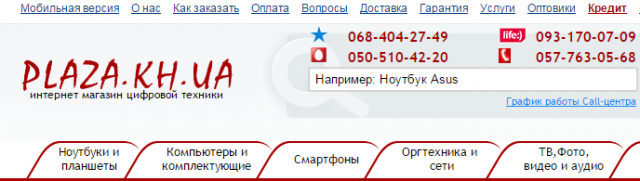 Мобильная версия О нас Как заказать Оплата Вопросы Доставка Гарантия Услуги Оптовики Кредит
068-404-27-49 life:) 093-170-07-09
050-510-42-20 057-763-05-68
PLAZA.KH.UA
интернет магазин цифровой техники
Например: Ноутбук Asus
График работы Call-центра
Ноутбуки и
планшеты
Компьютеры и
комплектующие
Смартфоны
Оргтехника и
сети
ТВ,Фото,
видео и аудио